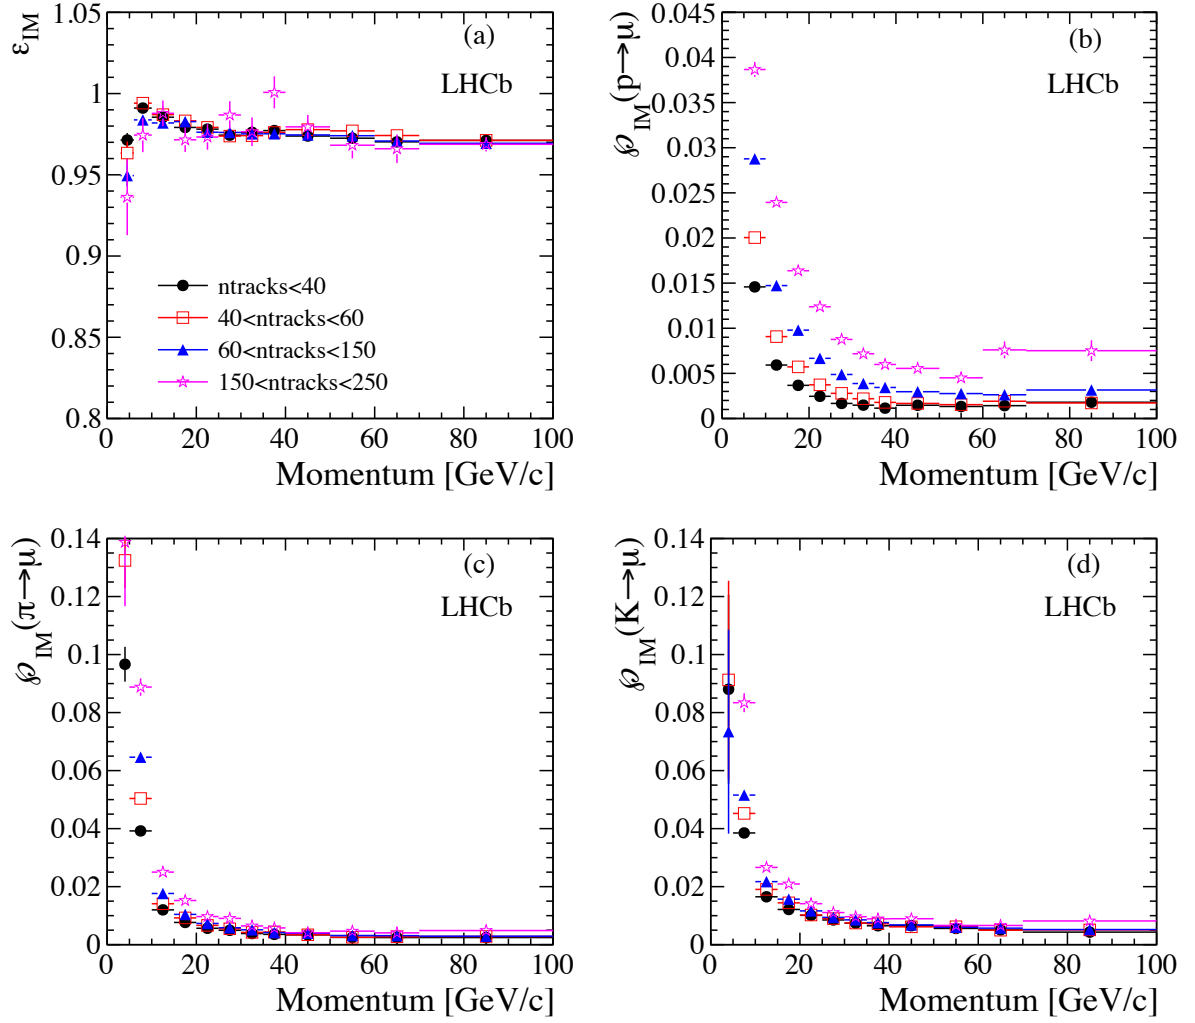 ε_IM
(a)
LHCb
1.05
1
0.95
0.9
0.85
0.8
ntracks<40
40<ntracks<60
60<ntracks<150
150<ntracks<250
0 20 40 60 80 100
Momentum [GeV/c]
℘_IM(p→μ)
(b)
LHCb
0.045
0.04
0.035
0.03
0.025
0.02
0.015
0.01
0.005
0
0 20 40 60 80 100
Momentum [GeV/c]
℘_IM(π→μ)
(c)
LHCb
0.14
0.12
0.1
0.08
0.06
0.04
0.02
0
0 20 40 60 80 100
Momentum [GeV/c]
℘_IM(K→μ)
(d)
LHCb
0.14
0.12
0.1
0.08
0.06
0.04
0.02
0
0 20 40 60 80 100
Momentum [GeV/c]